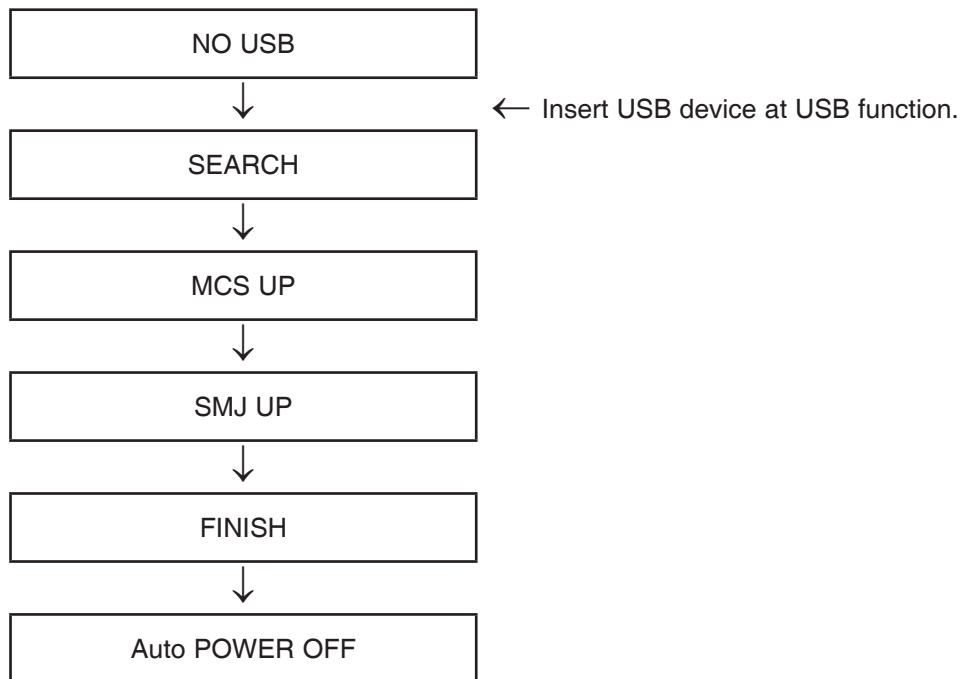 NO USB
← Insert USB device at USB function.
SEARCH
MCS UP
SMJ UP
FINISH
Auto POWER OFF